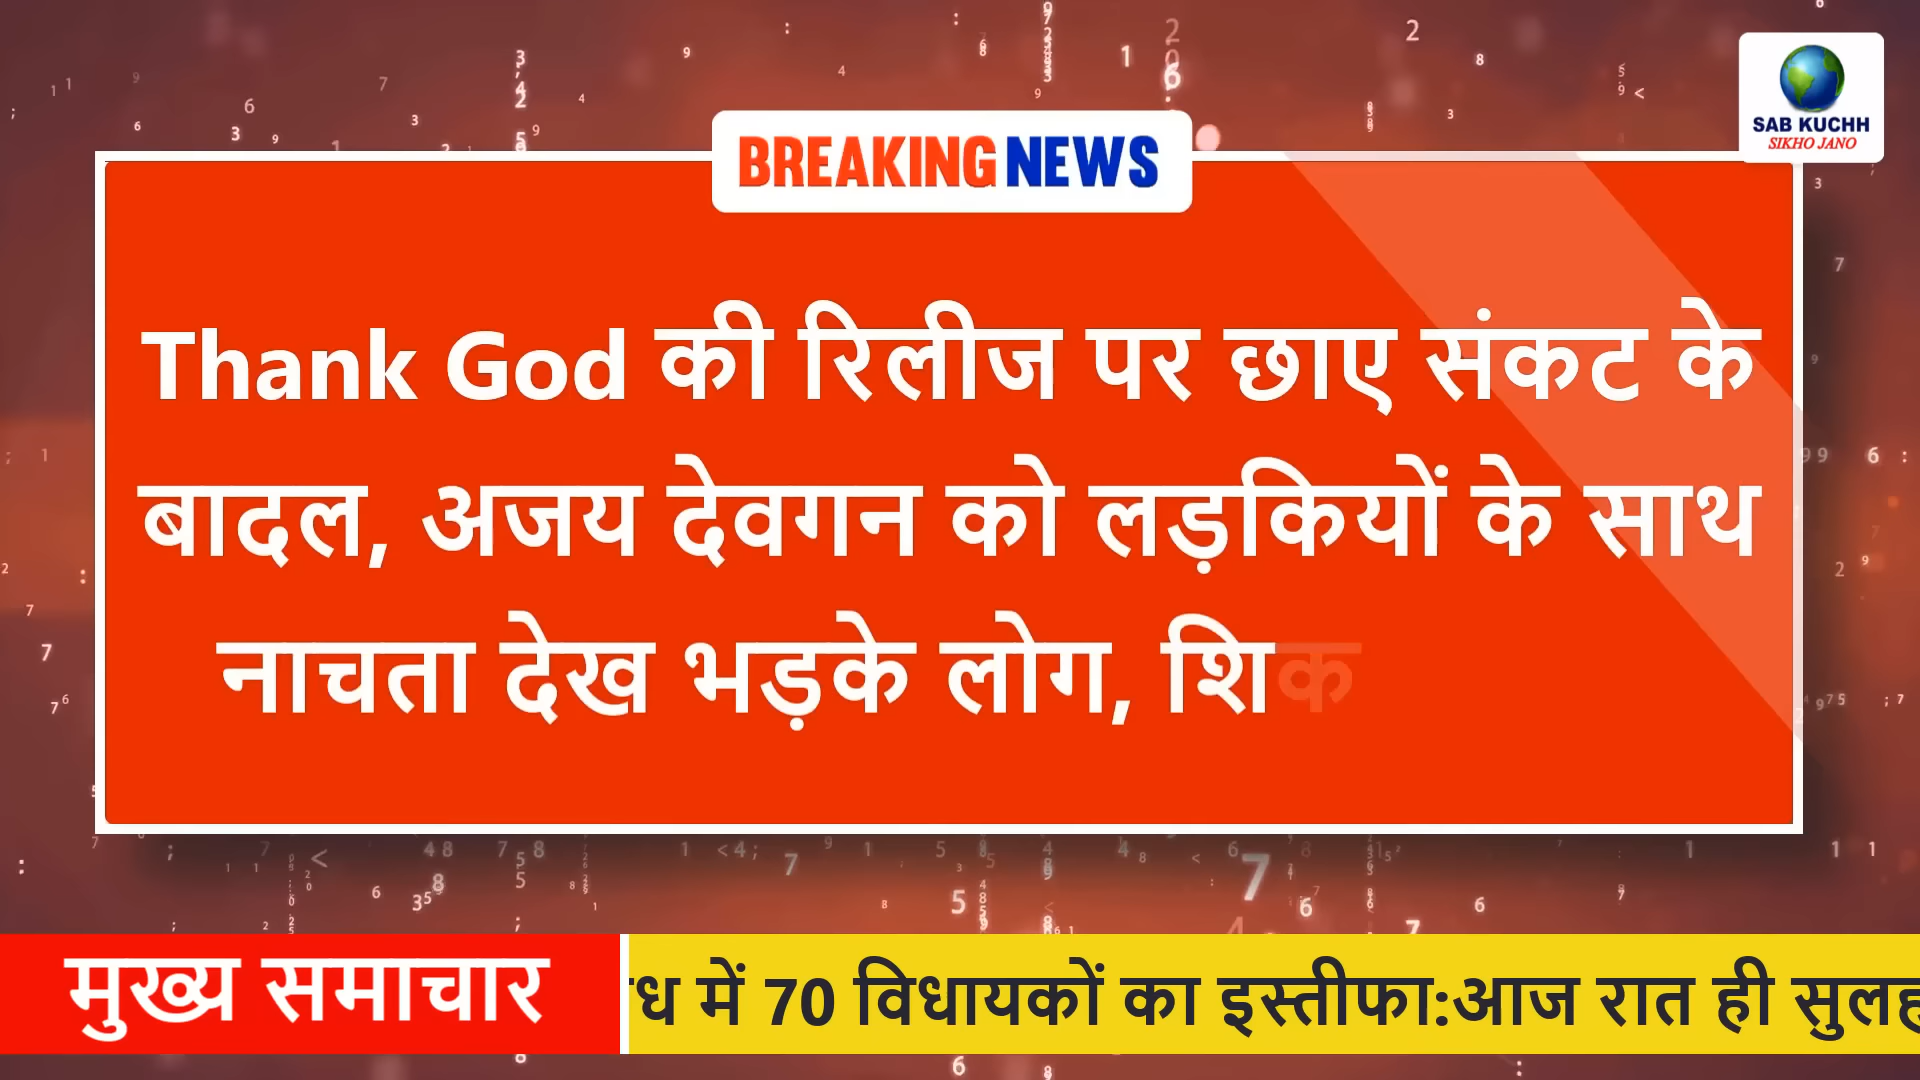 SAB KUCHH
SIKHO JANO
BREAKING NEWS
Thank God की रिलीज पर छाए संकट के
बादल, अजय देवगन को लड़कियों के साथ
नाचता देख भड़के लोग, शिक
मुख्य समाचार
ध में 70 विधायकों का इस्तीफा:आज रात ही सुलह